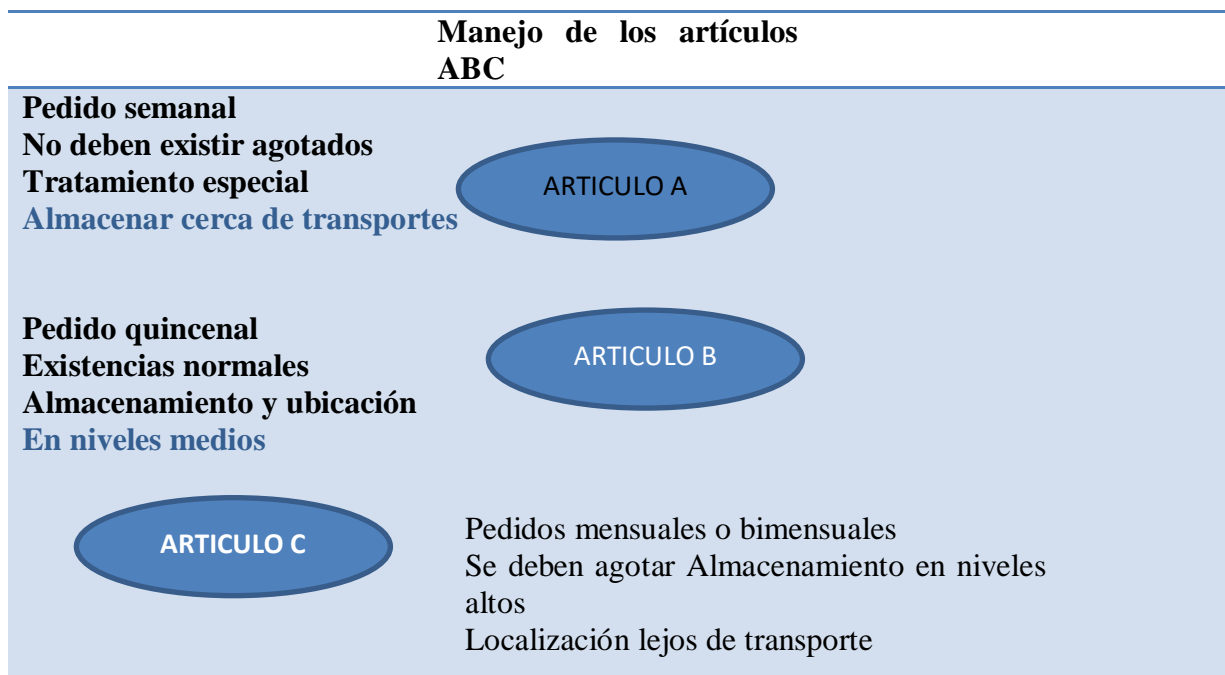 Manejo de los artículos
ABC
Pedido semanal
No deben existir agotados
Tratamiento especial
Almacenar cerca de transportes
ARTICULO A
Pedido quincenal
Existencias normales
Almacenamiento y ubicación
En niveles medios
ARTICULO B
ARTICULO C
Pedidos mensuales o bimensuales
Se deben agotar Almacenamiento en niveles
altos
Localización lejos de transporte